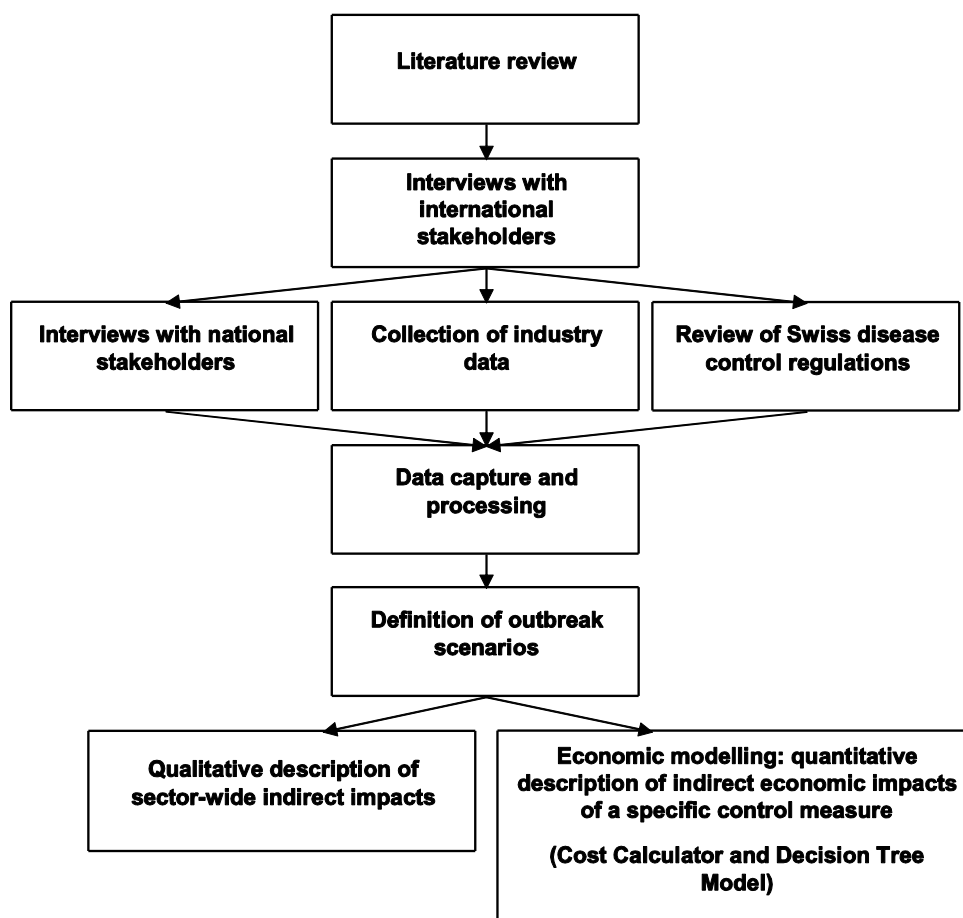 Literature review
Interviews with
international
stakeholders
Interviews with national
stakeholders
Collection of industry
data
Review of Swiss disease
control regulations
Data capture and
processing
Definition of outbreak
scenarios
Qualitative description of
sector-wide indirect impacts
Economic modelling: quantitative
description of indirect economic impacts
of a specific control measure
(Cost Calculator and Decision Tree
Model)